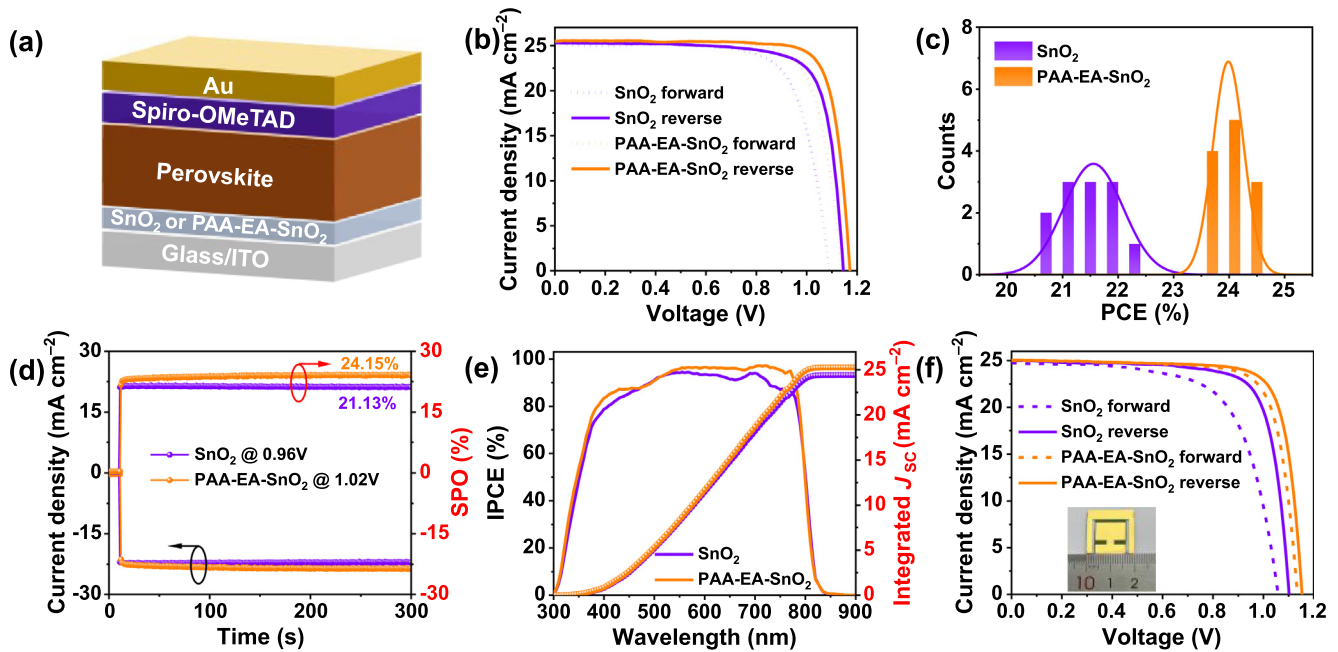 (a)
Au
Spiro-OMeTAD
Perovskite
SnO₂ or PAA-EA-SnO₂
Glass/ITO
(b)
Current density (mA cm⁻²)
25
20
15
10
5
0
SnO₂ forward
SnO₂ reverse
PAA-EA-SnO₂ forward
PAA-EA-SnO₂ reverse
0.0 0.2 0.4 0.6 0.8 1.0 1.2
Voltage (V)
(c)
Counts
8
6
4
2
0
SnO₂
PAA-EA-SnO₂
20 21 22 23 24 25
PCE (%)
(d)
Current density (mA cm⁻²)
30
15
0
-15
-30
24.15%
21.13%
SnO₂ @ 0.96V
PAA-EA-SnO₂ @ 1.02V
30
15
0
-15
-30
SPO (%)
0 100 200 300
Time (s)
(e)
IPCE (%)
100
80
60
40
20
0
SnO₂
PAA-EA-SnO₂
25
20
15
10
5
0
Integrated JSC (mA cm⁻²)
300 400 500 600 700 800 900
Wavelength (nm)
(f)
Current density (mA cm⁻²)
30
25
20
15
10
5
0
SnO₂ forward
SnO₂ reverse
PAA-EA-SnO₂ forward
PAA-EA-SnO₂ reverse
10 1 2
0.0 0.2 0.4 0.6 0.8 1.0 1.2
Voltage (V)